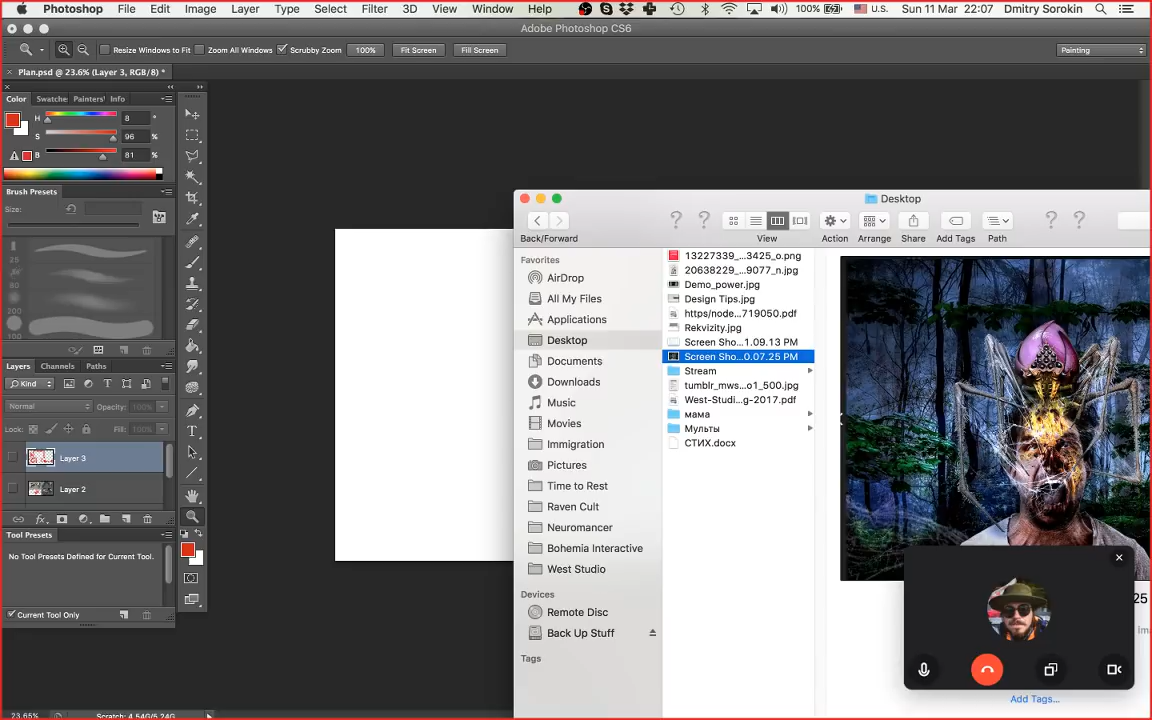 Photoshop File Edit Image Layer Type Select Filter 3D View Window Help 100% U.S. Sun 11 Mar 22:07 Dmitry Sorokin
Adobe Photoshop CS6
Resize Windows to Fit Zoom All Windows Scrubby Zoom 100% Fit Screen Fill Screen Painting
Plan.psd @ 23.6% (Layer 3, RGB/8) *
Color Swatche Painters' Info
H 8 °
S 96 %
B 81 %
Brush Presets
Size:
25
50
100
Layers Channels Paths
Kind
Normal Opacity: 100%
Lock: Fill: 100%
Layer 3
Layer 2
fx
Tool Presets
No Tool Presets Defined for Current Tool.
Current Tool Only
23.65% Scratch: 4.54G/5.24G
Desktop
Back/Forward View Action Arrange Share Add Tags Path
Favorites
AirDrop
All My Files
Applications
Desktop
Documents
Downloads
Music
Movies
Immigration
Pictures
Time to Rest
Raven Cult
Neuromancer
Bohemia Interactive
West Studio
Devices
Remote Disc
Back Up Stuff
Tags
13227339_...3425_o.png
20638229_...9077_n.jpg
Demo_power.jpg
Design Tips.jpg
https/node...719050.pdf
Rekvizity.jpg
Screen Sho...1.09.13 PM
Screen Sho...0.07.25 PM
Stream
tumblr_mws...o1_500.jpg
West-Studi...g-2017.pdf
мама
Мульты
СТИХ.docx
25
Add Tags...